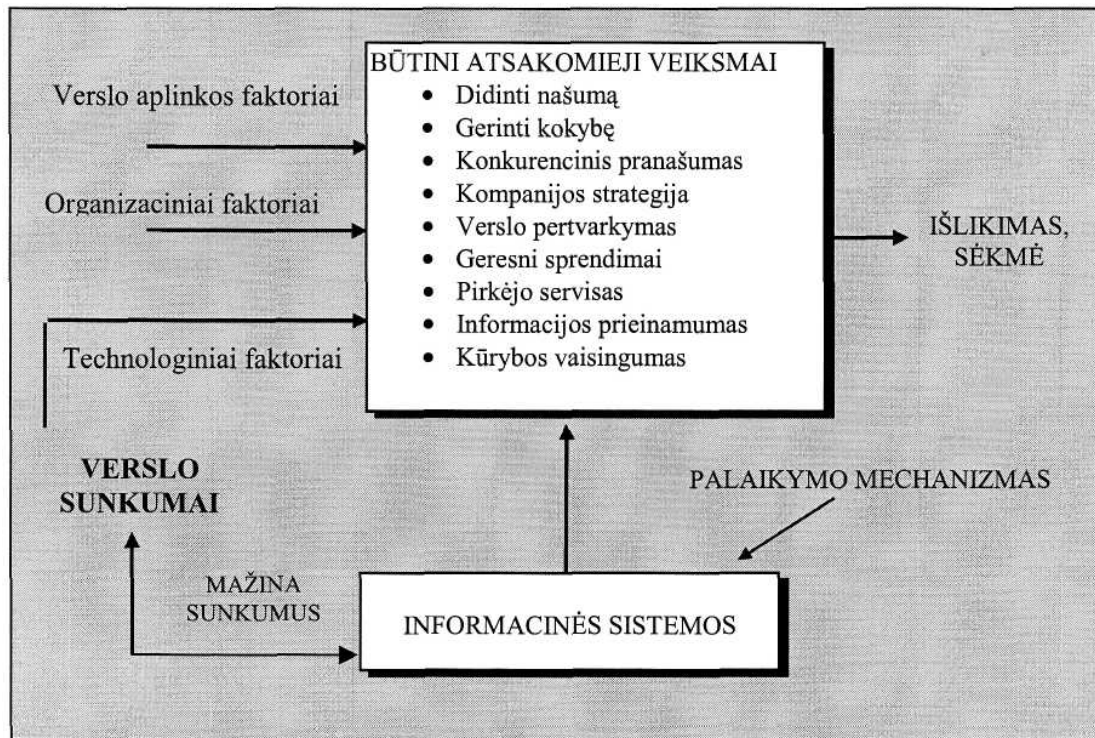 BŪTINI ATSAKOMIEJI VEIKSMAI
• Didinti našumą
• Gerinti kokybę
• Konkurencinis pranašumas
• Kompanijos strategija
• Verslo pertvarkymas
• Geresni sprendimai
• Pirkėjo servisas
• Informacijos prieinamumas
• Kūrybos vaisingumas
Verslo aplinkos faktoriai
Organizaciniai faktoriai
Technologiniai faktoriai
IŠLIKIMAS,
SĖKMĖ
VERSLO
SUNKUMAI
PALAIKYMO MECHANIZMAS
MAŽINA
SUNKUMUS
INFORMACINĖS SISTEMOS